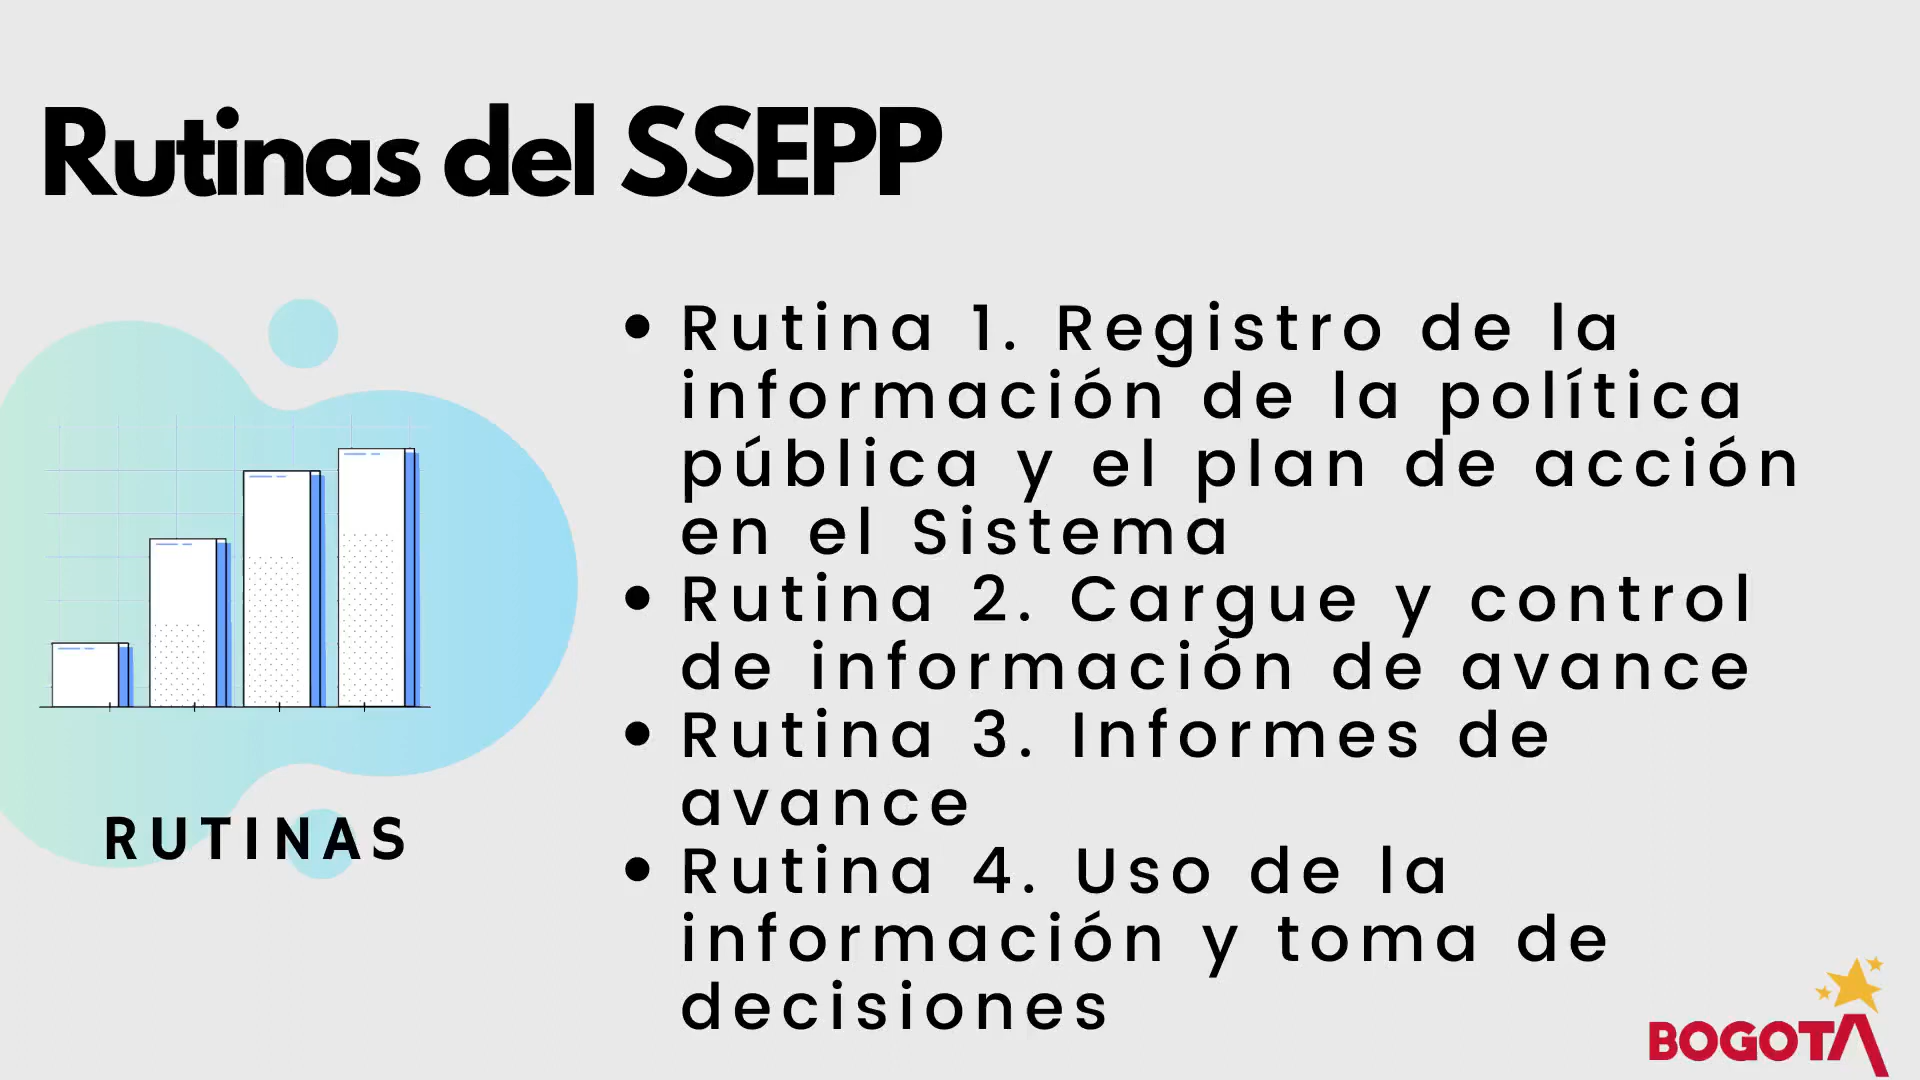 Rutinas del SSEPP
• Rutina 1. Registro de la
información de la política
pública y el plan de acción
en el Sistema
• Rutina 2. Cargue y control
de información de avance
• Rutina 3. Informes de
avance
• Rutina 4. Uso de la
información y toma de
decisiones
RUTINAS
BOGOTA